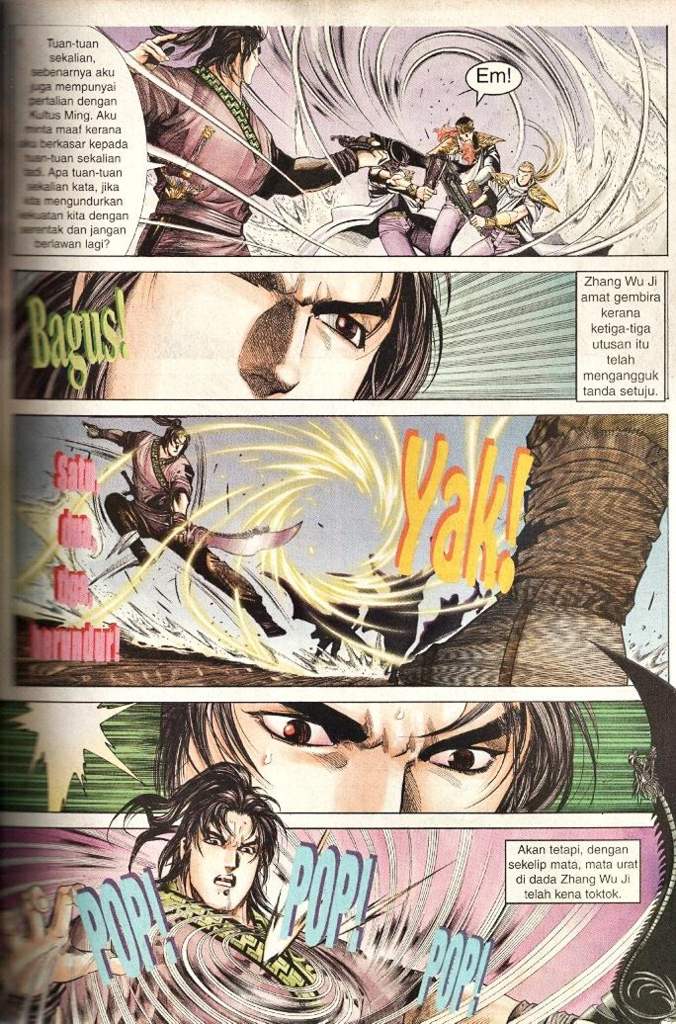 Tuan-tuan
sekalian,
sebenarnya aku
juga mempunyai
pertalian dengan
Kultus Ming. Aku
minta maaf kerana
aku berkasar kepada
tuan-tuan sekalian
tadi. Apa tuan-tuan
sekalian kata, jika
kita mengundurkan
kekuatan kita dengan
serentak dan jangan
berlawan lagi?
Em!
Bagus!
Zhang Wu Ji
amat gembira
kerana
ketiga-tiga
utusan itu
telah
mengangguk
tanda setuju.
Satu,
dua,
tiga,
berundur!
Yak!
Akan tetapi, dengan
sekelip mata, mata urat
di dada Zhang Wu Ji
telah kena toktok.
POP!
POP!
POP!